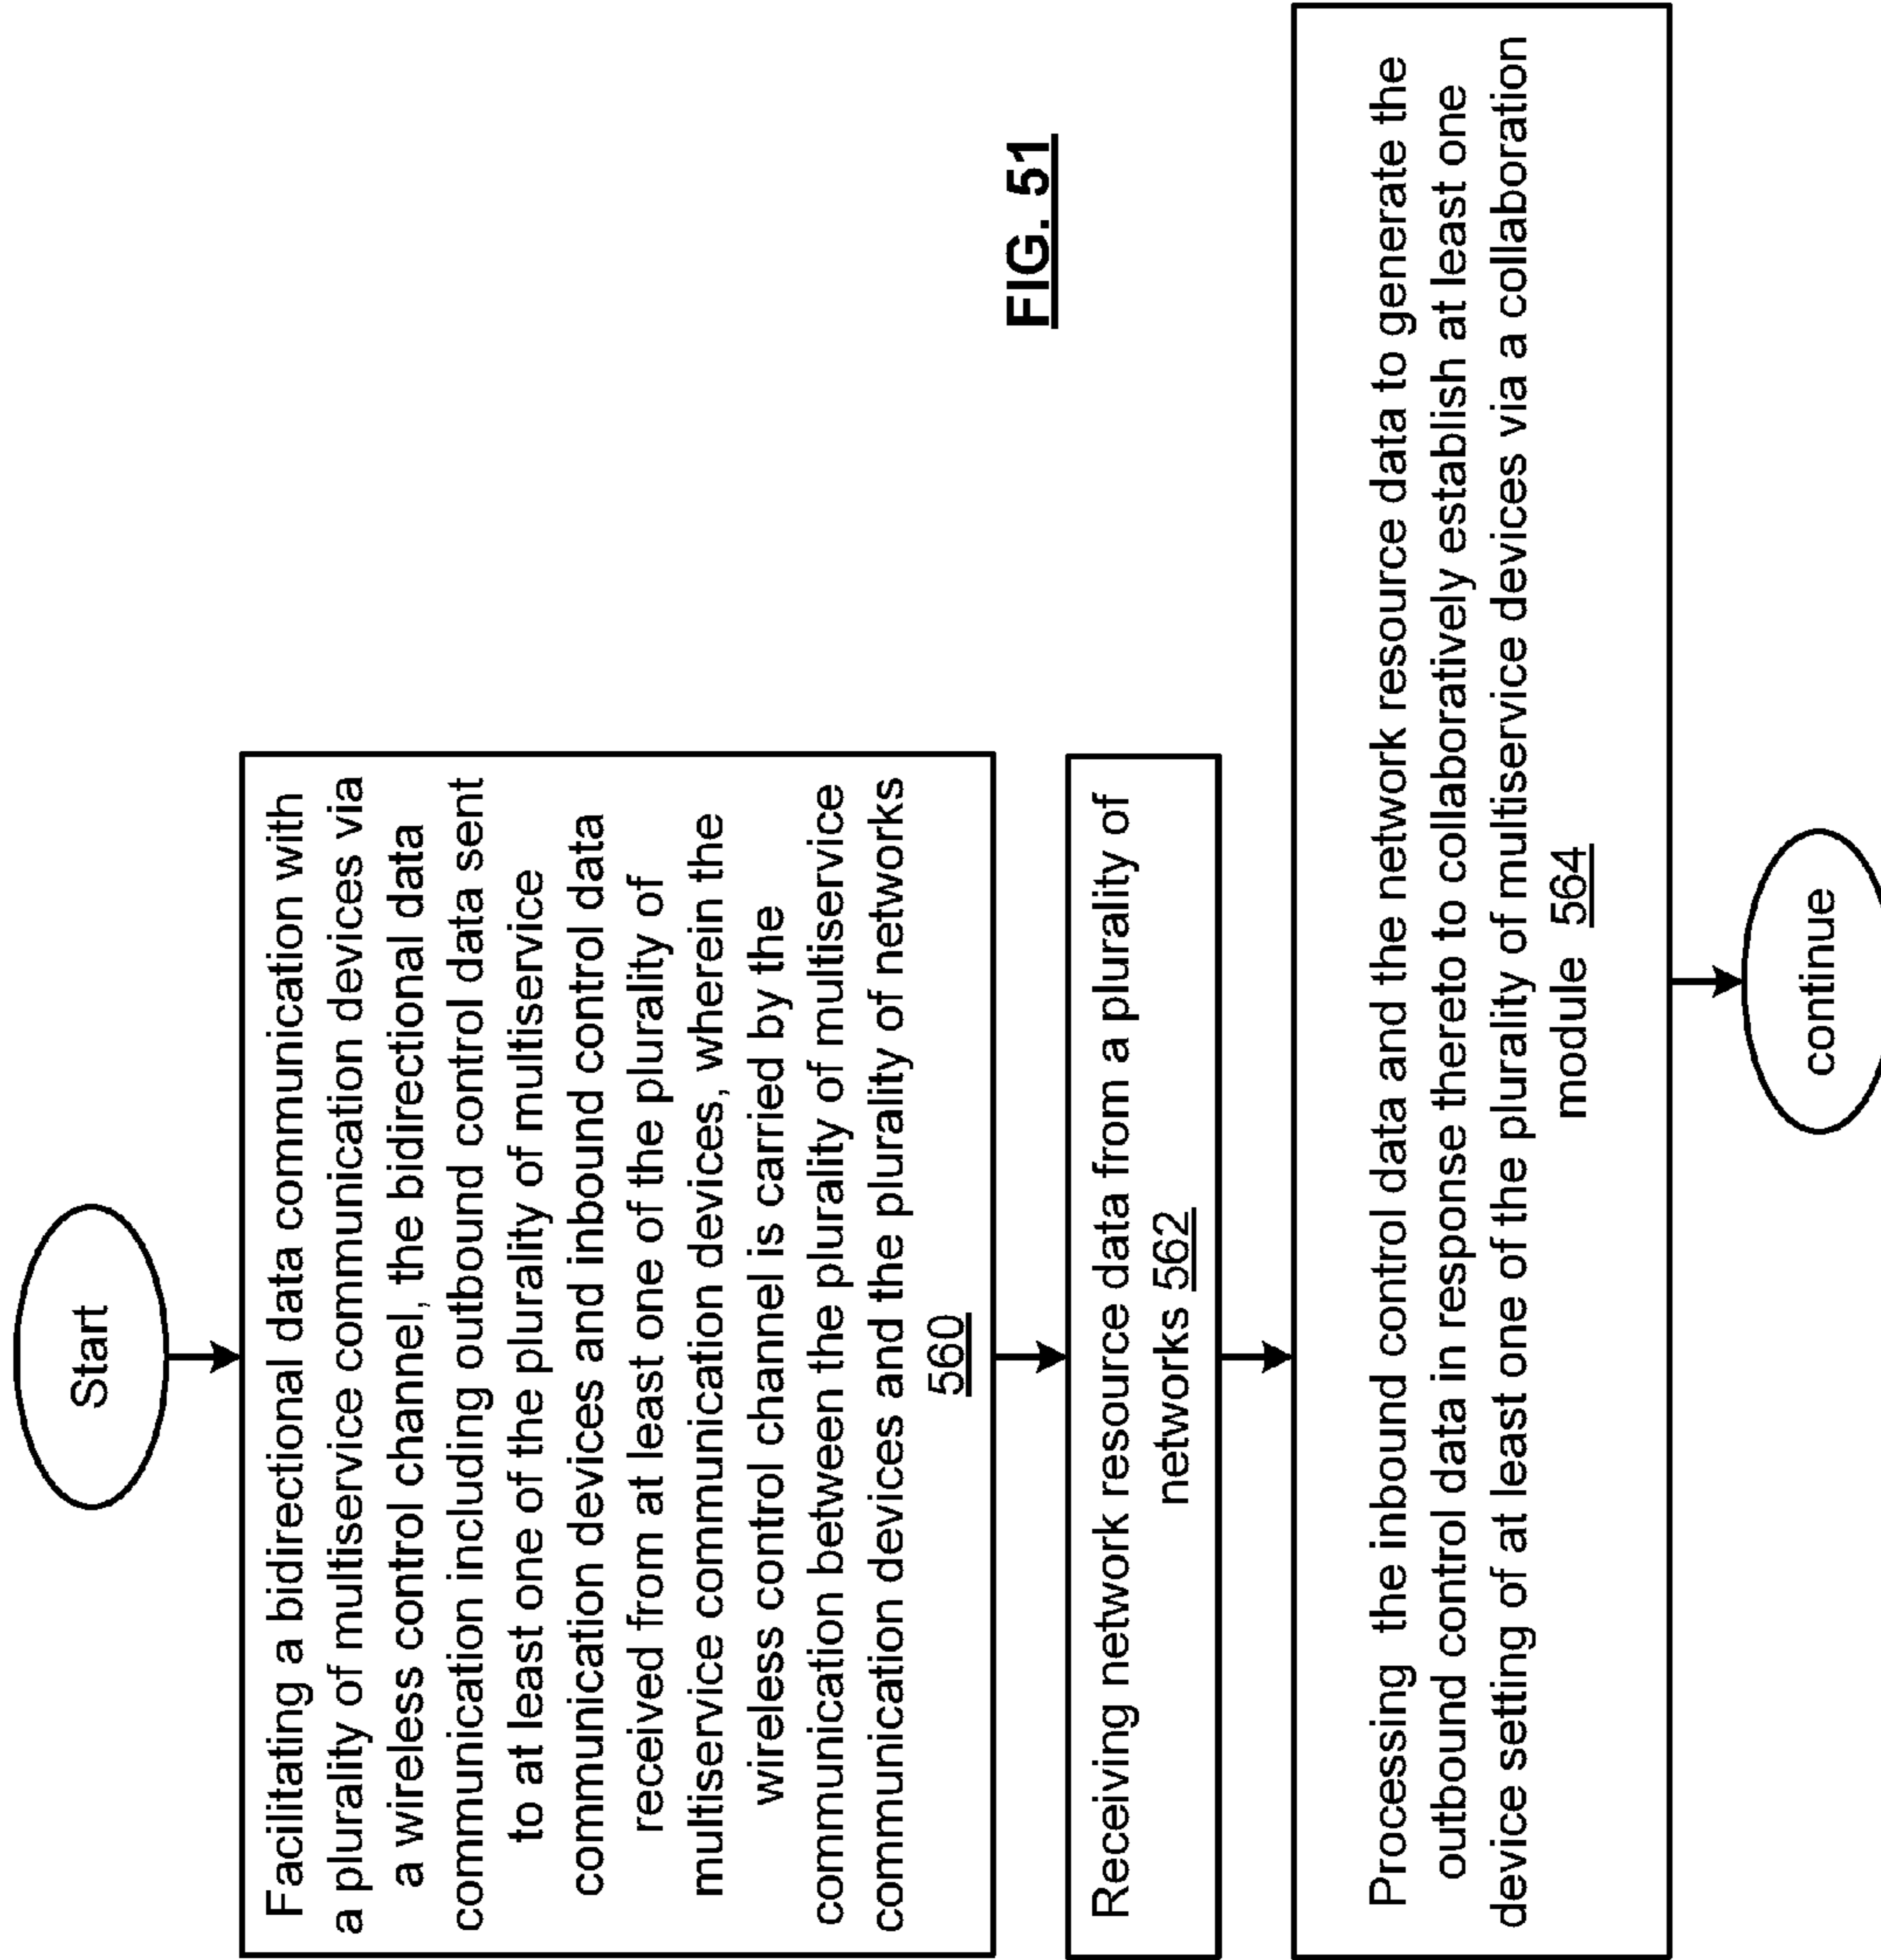 Start
Facilitating a bidirectional data communication with
a plurality of multiservice communication devices via
a wireless control channel, the bidirectional data
communication including outbound control data sent
to at least one of the plurality of multiservice
communication devices and inbound control data
received from at least one of the plurality of
multiservice communication devices, wherein the
wireless control channel is carried by the
communication between the plurality of multiservice
communication devices and the plurality of networks
560
Receiving network resource data from a plurality of
networks 562
Processing the inbound control data and the network resource data to generate the
outbound control data in response thereto to collaboratively establish at least one
device setting of at least one of the plurality of multiservice devices via a collaboration
module 564
continue
FIG. 51